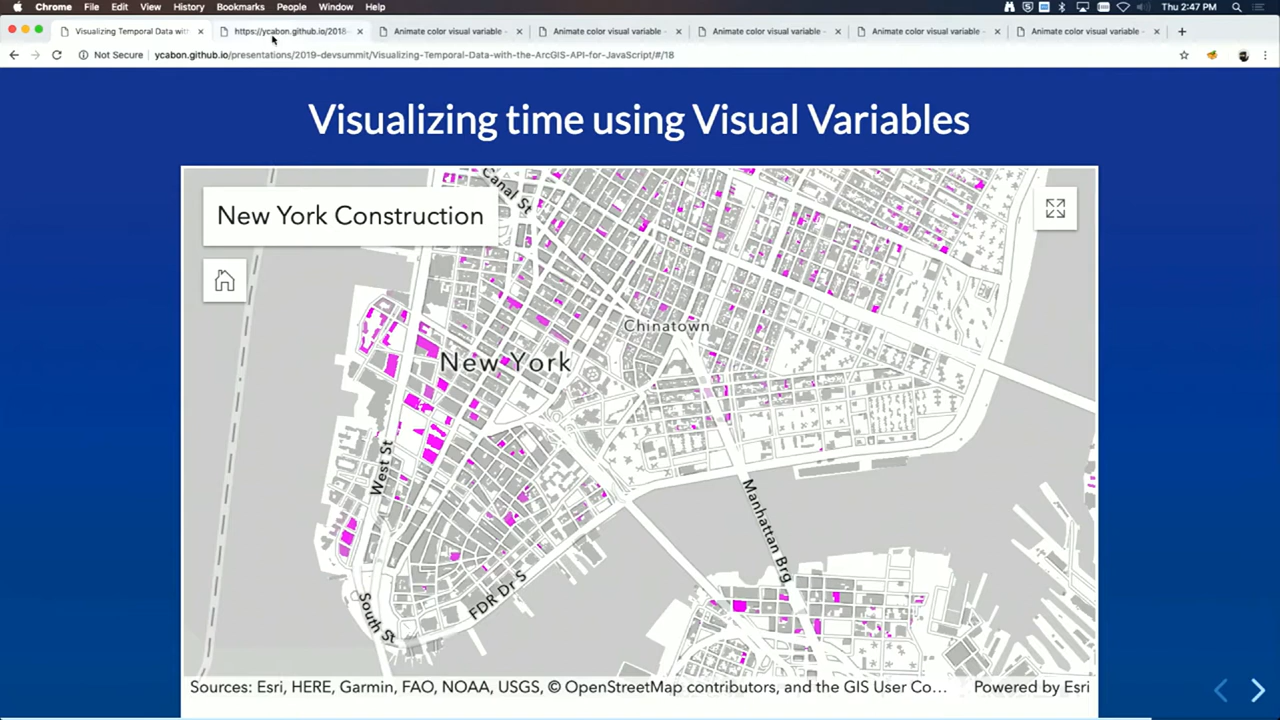 Chrome File Edit View History Bookmarks People Window Help
Thu 2:47 PM
Visualizing Temporal Data with
https://ycabon.github.io/2018-
Animate color visual variable -
Animate color visual variable -
Animate color visual variable -
Animate color visual variable -
Animate color visual variable -
Not Secure ycabon.github.io/presentations/2019-devsummit/Visualizing-Temporal-Data-with-the-ArcGIS-API-for-JavaScript/#/18
Visualizing time using Visual Variables
Canal St
New York Construction
Chinatown
New York
West St
Manhattan Brg
FDR Dr S
South St
Sources: Esri, HERE, Garmin, FAO, NOAA, USGS, © OpenStreetMap contributors, and the GIS User Co... Powered by Esri